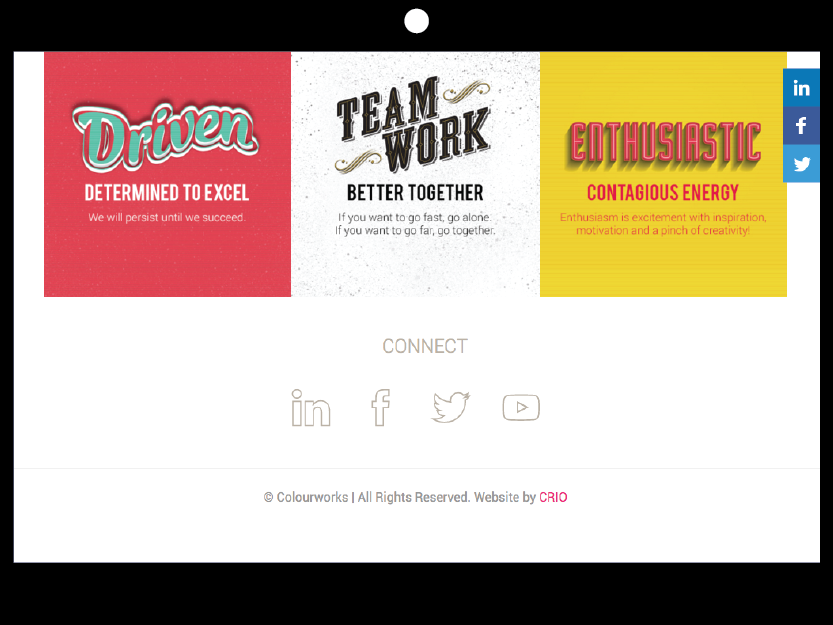 Driven
DETERMINED TO EXCEL
We will persist until we succeed.
TEAM
WORK
BETTER TOGETHER
If you want to go fast, go alone.
If you want to go far, go together.
ENTHUSIASTIC
CONTAGIOUS ENERGY
Enthusiasm is excitement with inspiration,
motivation and a pinch of creativity!
in
f
CONNECT
in
f
© Colourworks | All Rights Reserved. Website by CRIO